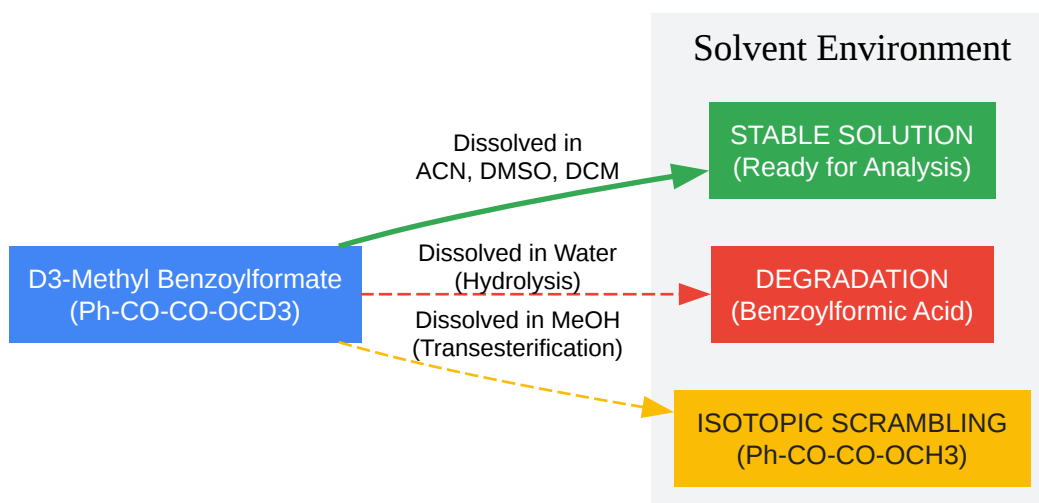 Solvent Environment
Dissolved in
ACN, DMSO, DCM
STABLE SOLUTION
(Ready for Analysis)
D3-Methyl Benzoylformate
(Ph-CO-CO-OCD3)
Dissolved in Water
(Hydrolysis)
DEGRADATION
(Benzoylformic Acid)
Dissolved in MeOH
(Transesterification)
ISOTOPIC SCRAMBLING
(Ph-CO-CO-OCH3)